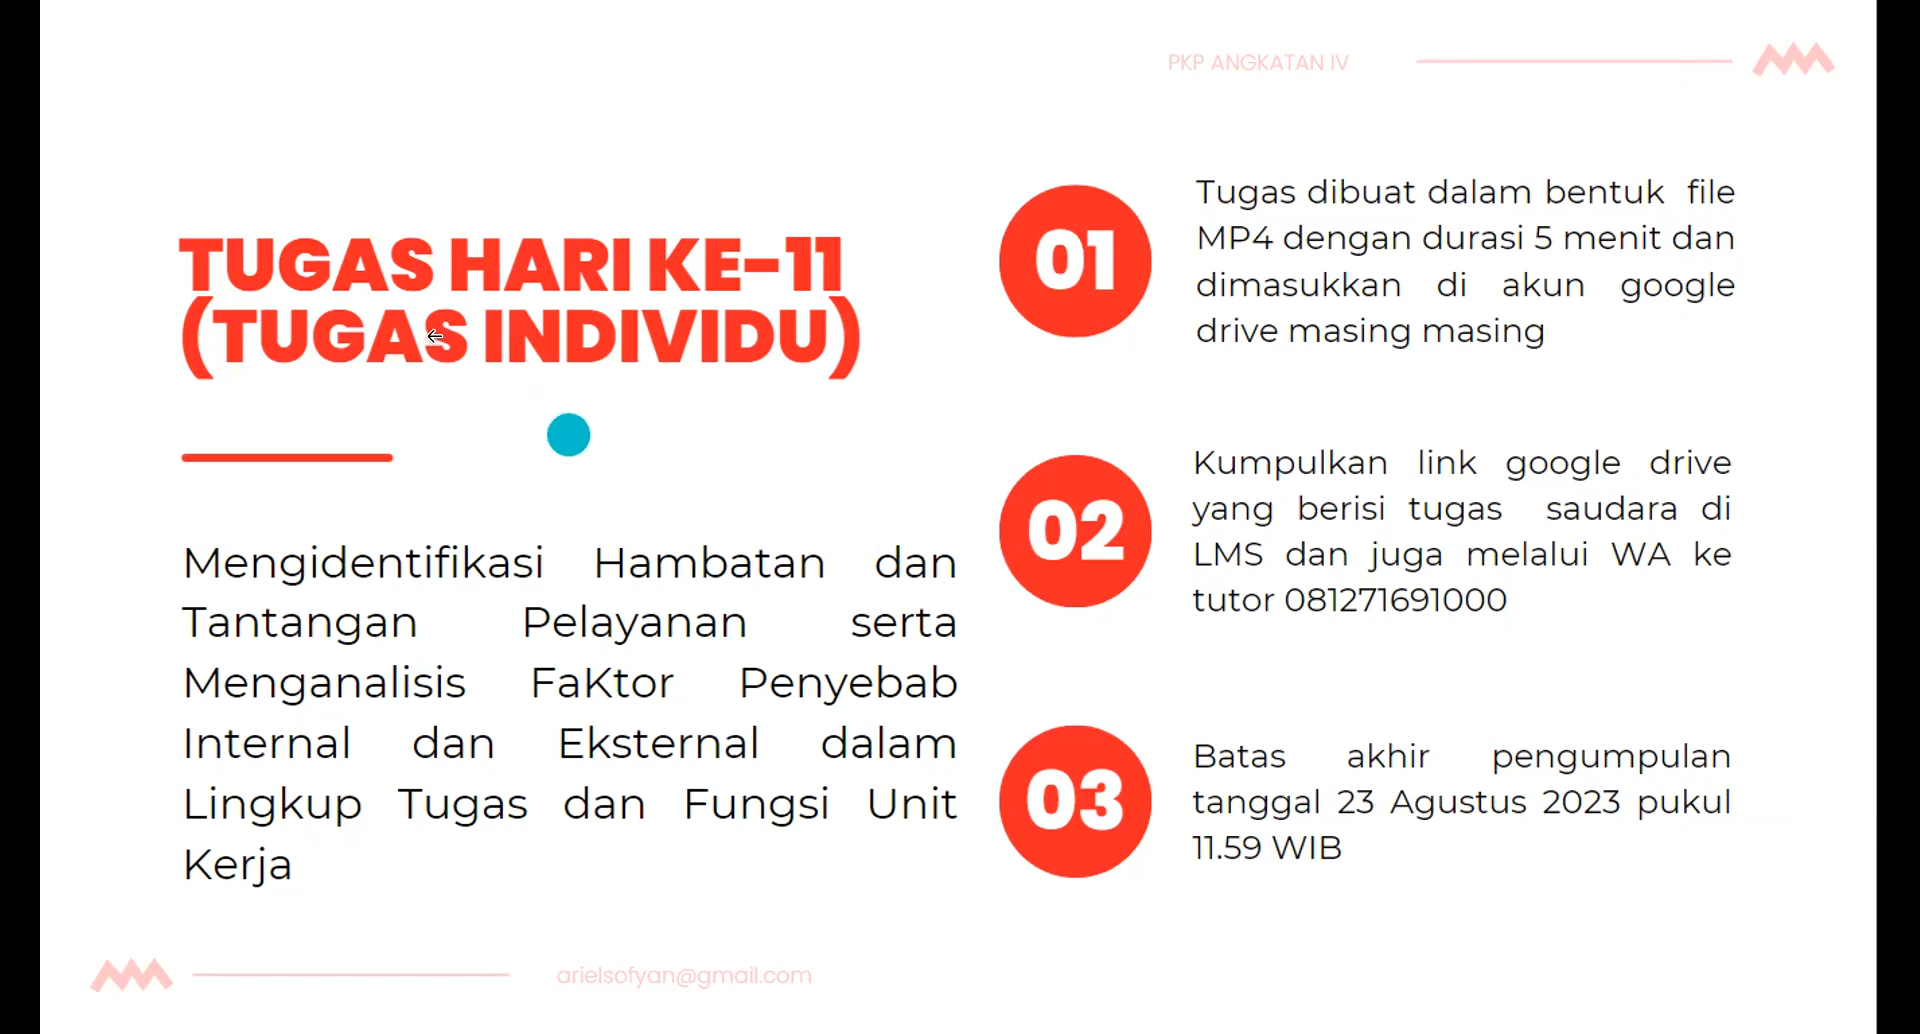 PKP ANGKATAN IV
TUGAS HARI KE-11
(TUGAS INDIVIDU)
Mengidentifikasi Hambatan dan
Tantangan Pelayanan serta
Menganalisis FaKtor Penyebab
Internal dan Eksternal dalam
Lingkup Tugas dan Fungsi Unit
Kerja
01
Tugas dibuat dalam bentuk file
MP4 dengan durasi 5 menit dan
dimasukkan di akun google
drive masing masing
02
Kumpulkan link google drive
yang berisi tugas saudara di
LMS dan juga melalui WA ke
tutor 081271691000
03
Batas akhir pengumpulan
tanggal 23 Agustus 2023 pukul
11.59 WIB
arielsofyan@gmail.com